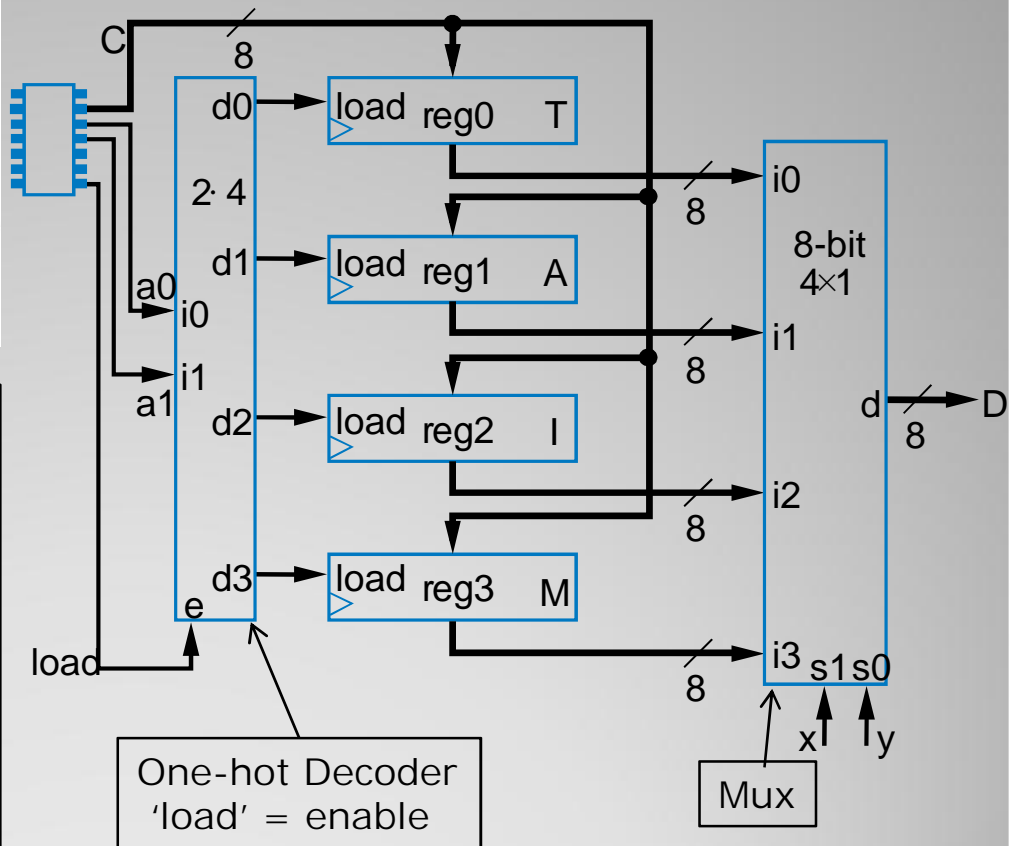 C
8
d0
load reg0 T
2· 4
i0
8
8-bit
4×1
d1
load reg1 A
a0
i0
i1
8
i1
a1
d2
load reg2 I
d
D
8
i2
8
d3
load reg3 M
e
load
i3
8
s1 s0
x
y
One-hot Decoder
‘load’ = enable
Mux